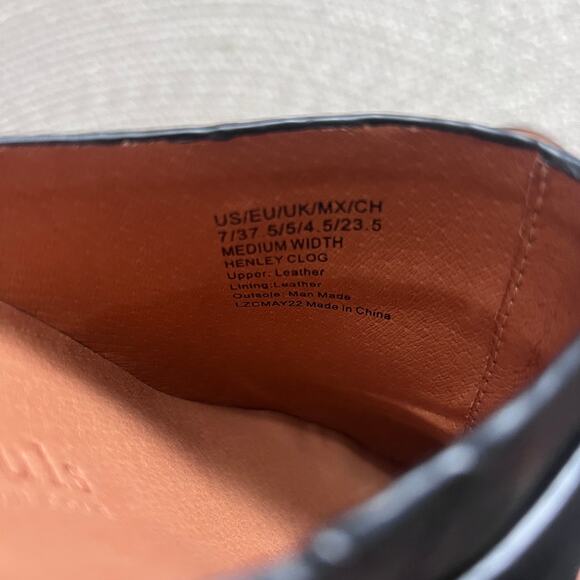 US/EU/UK/MX/CH
7/37.5/5/4.5/23.5
MEDIUM WIDTH
HENLEY CLOG
Upper: Leather
Lining:Leather
Outsole: Man Made
LZCMAY22 Made in China